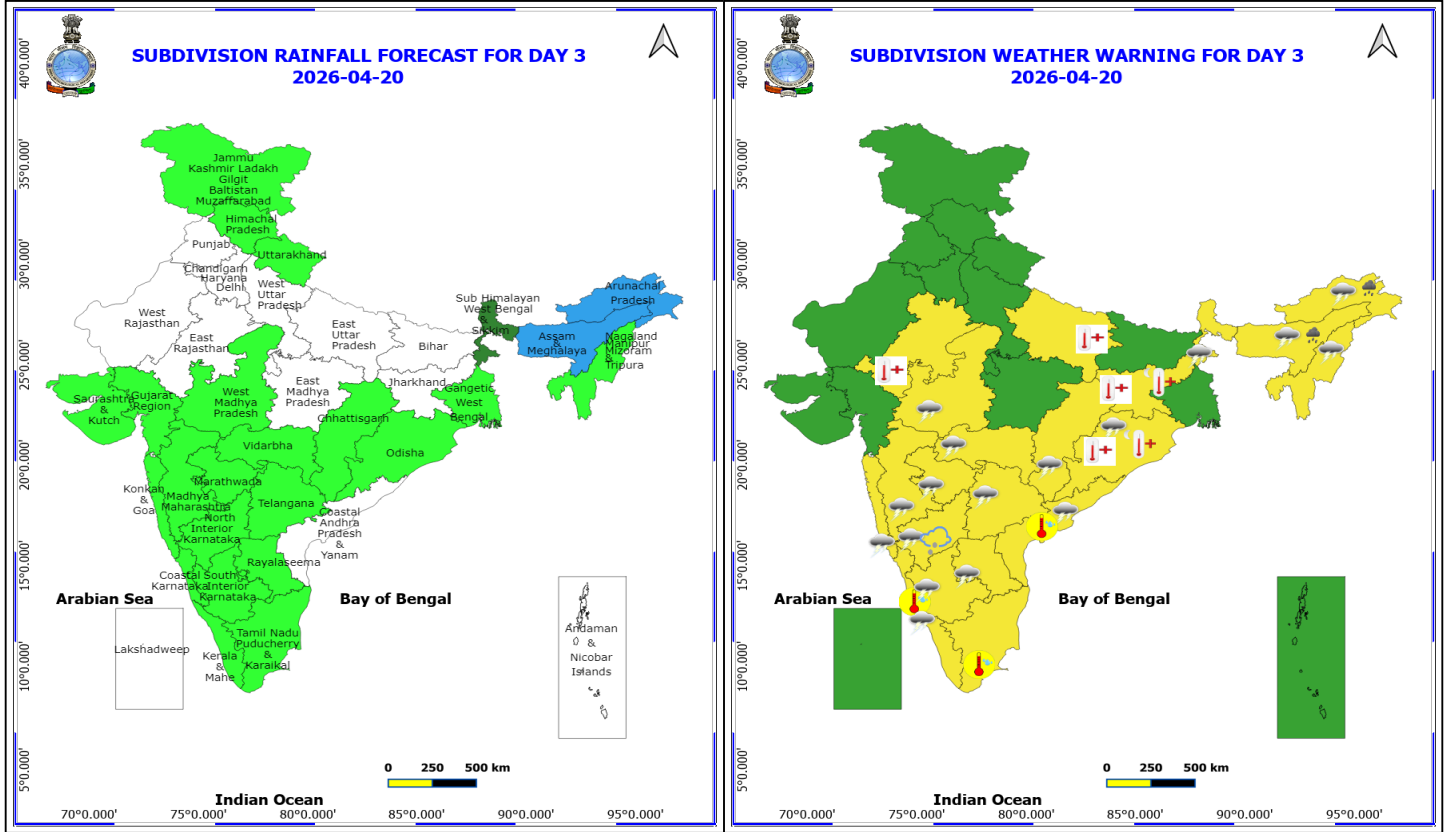 SUBDIVISION RAINFALL FORECAST FOR DAY 3
2026-04-20
40°0.000'
35°0.000'
30°0.000'
25°0.000'
20°0.000'
15°0.000'
10°0.000'
5°0.000'
Jammu
Kashmir Ladakh
Gilgit
Baltistan
Muzaffarabad
Himachal
Pradesh
Punjab
Uttarakhand
Chandigarh
Haryana
Delhi
West
Uttar
Pradesh
West
Rajasthan
East
Rajasthan
East
Uttar
Pradesh
Bihar
Sub Himalayan
West Bengal
&
Sikkim
Arunachal
Pradesh
Assam
&
Meghalaya
Nagaland
Manipur
Mizoram
&
Tripura
Saurashtra
&
Kutch
Gujarat
Region
West
Madhya
Pradesh
East
Madhya
Pradesh
Jharkhand
Gangetic
West
Bengal
Chhattisgarh
Vidarbha
Odisha
Konkan
&
Goa
Marathwada
Madhya
Maharashtra
Telangana
North
Interior
Karnataka
Coastal
Andhra
Pradesh
&
Yanam
Rayalaseema
Coastal
Karnataka
South
Interior
Karnataka
Arabian Sea
Bay of Bengal
Lakshadweep
Kerala
&
Mahe
Tamil Nadu
Puducherry
&
Karaikal
Andaman
&
Nicobar
Islands
0 250 500 km
Indian Ocean
70°0.000' 75°0.000' 80°0.000' 85°0.000' 90°0.000' 95°0.000'
SUBDIVISION WEATHER WARNING FOR DAY 3
2026-04-20
40°0.000'
35°0.000'
30°0.000'
25°0.000'
20°0.000'
15°0.000'
10°0.000'
5°0.000'
Arabian Sea
Bay of Bengal
0 250 500 km
Indian Ocean
70°0.000' 75°0.000' 80°0.000' 85°0.000' 90°0.000' 95°0.000'